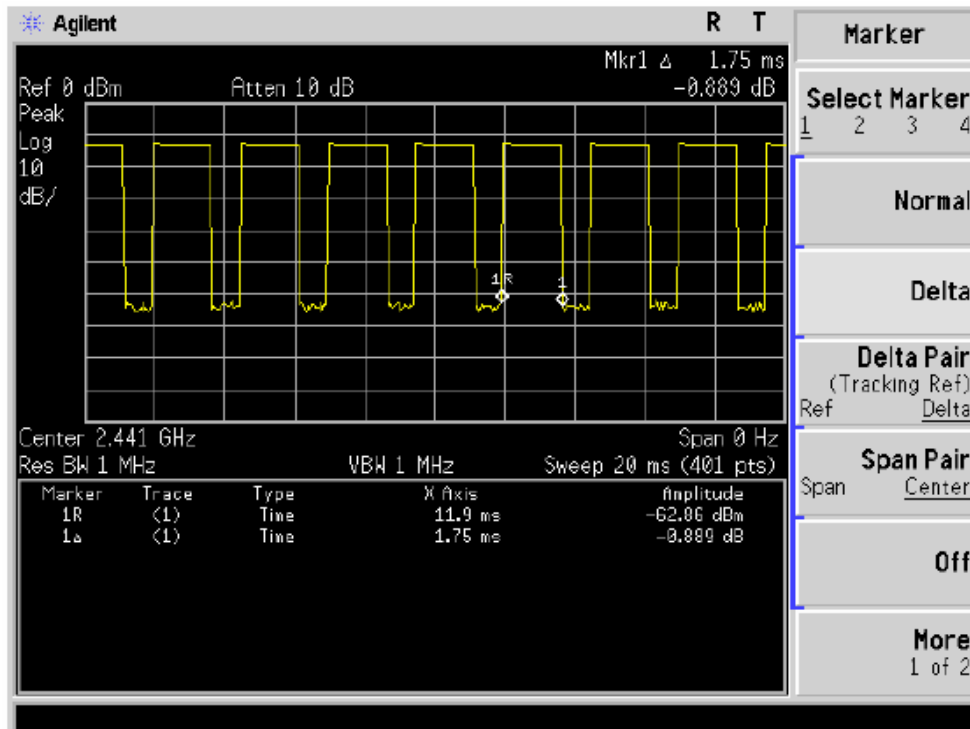 Agilent
R T
Mkr1 Δ 1.75 ms
Ref 0 dBm Atten 10 dB -0.889 dB
Peak
Log
10
dB/
1R
1
Center 2.441 GHz Span 0 Hz
Res BW 1 MHz VBW 1 MHz Sweep 20 ms (401 pts)
Marker Trace Type X Axis Amplitude
1R (1) Time 11.9 ms -62.86 dBm
1Δ (1) Time 1.75 ms -0.889 dB
Marker
Select Marker
1 2 3 4
Normal
Delta
Delta Pair
(Tracking Ref)
Ref Delta
Span Pair
Span Center
Off
More
1 of 2